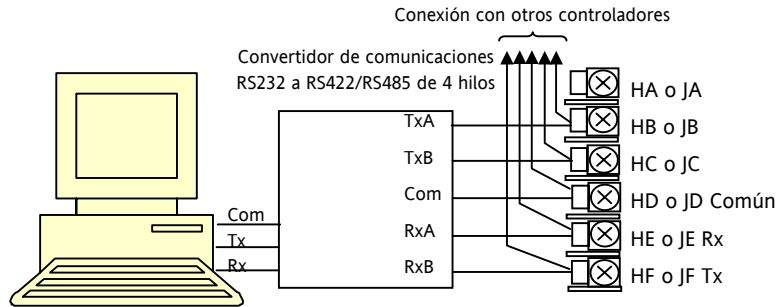 Conexión con otros controladores
Convertidor de comunicaciones
RS232 a RS422/RS485 de 4 hilos
HA o JA
TxA
HB o JB
TxB
HC o JC
Com
HD o JD Común
Com
Tx
RxA
HE o JE Rx
Rx
RxB
HF o JF Tx